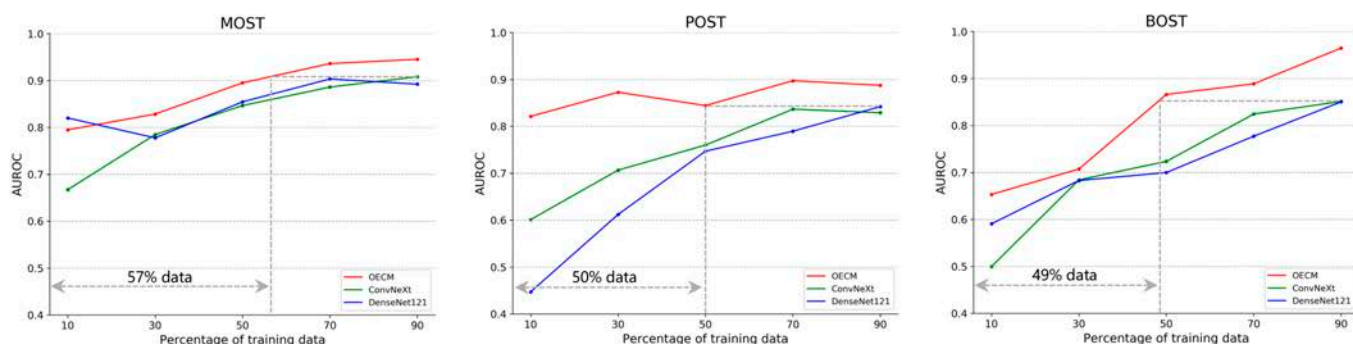 MOST
1.0
0.9
0.8
0.7
0.6
0.5
0.4
AUROC
57% data
OECM
ConvNeXt
DenseNet121
10 30 50 70 90
Percentage of training data
POST
1.0
0.9
0.8
0.7
0.6
0.5
0.4
AUROC
50% data
OECM
ConvNeXt
DenseNet121
10 30 50 70 90
Percentage of training data
BOST
1.0
0.9
0.8
0.7
0.6
0.5
0.4
AUROC
49% data
OECM
ConvNeXt
DenseNet121
10 30 50 70 90
Percentage of training data